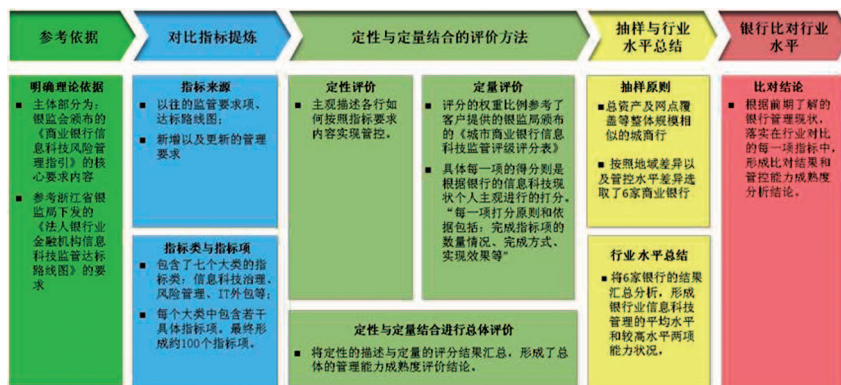 参考依据
对比指标提炼
定性与定量结合的评价方法
抽样与行业
水平总结
银行比对行业
水平
明确理论依据
■ 主体部分为：
银监会颁布的
《商业银行信
息科技风险管
理指引》的核
心要求内容
■ 参考浙江省银
监局下发的
《法人银行业
金融机构信息
科技监管达标
路线图》的要
求
指标来源
■ 以往的监管要求项、
达标路线图；
■ 新增以及更新的管理
要求
指标类与指标项
■ 包含了七个大类的指
标类：信息科技治理、
风险管理、IT外包等；
■ 每个大类中包含若干
具体指标项。最终形
成约100个指标项。
定性评价
■ 主观描述各行如
何按照指标要求
内容实现管控。
定量评价
■ 评分的权重比例参考了
客户提供的银监局颁布
的《城市商业银行信息
科技监管评级评分表》
■ 具体每一项的得分则是
根据银行的信息科技现
状个人主观进行的打分。
“每一项打分原则和依
据包括：完成指标项的
数量情况、完成方式、
实现效果等”
定性与定量结合进行总体评价
■ 将定性的描述与定量的评分结果汇总，形成了总
体的管理能力成熟度评价结论。
抽样原则
■ 总资产及网点覆
盖等整体规模相
似的城商行
■ 按照地域差异以
及管控水平差异选
取了6家商业银行
行业水平总结
■ 将6家银行的结果
汇总分析，形成
银行业信息科技
管理的平均水平
和较高水平两项
能力状况。
比对结论
■ 根据前期了解的
银行管理现状，
落实在行业对比
的每一项指标中，
形成比对结果和
管控能力成熟度
分析结论。